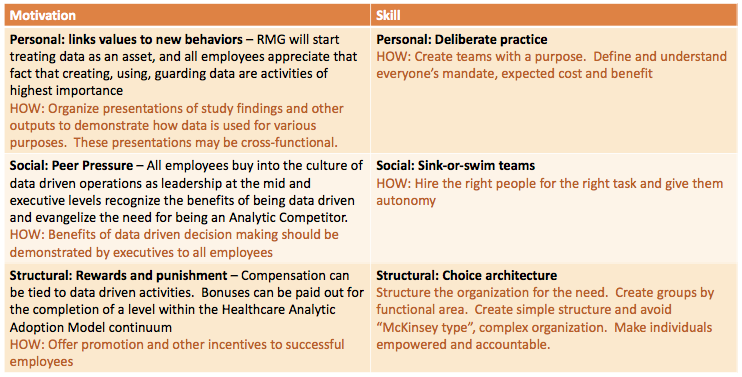 Motivation
Skill
Personal: links values to new behaviors – RMG will start
treating data as an asset, and all employees appreciate that
fact that creating, using, guarding data are activities of
highest importance
HOW: Organize presentations of study findings and other
outputs to demonstrate how data is used for various
purposes.  These presentations may be cross-functional.
Personal: Deliberate practice
HOW: Create teams with a purpose.  Define and understand
everyone’s mandate, expected cost and benefit
Social: Peer Pressure – All employees buy into the culture of
data driven operations as leadership at the mid and
executive levels recognize the benefits of being data driven
and evangelize the need for being an Analytic Competitor.
HOW: Benefits of data driven decision making should be
demonstrated by executives to all employees
Social: Sink-or-swim teams
HOW: Hire the right people for the right task and give them
autonomy
Structural: Rewards and punishment – Compensation can
be tied to data driven activities.  Bonuses can be paid out for
the completion of a level within the Healthcare Analytic
Adoption Model continuum
HOW: Offer promotion and other incentives to successful
employees
Structural: Choice architecture
Structure the organization for the need.  Create groups by
functional area.  Create simple structure and avoid
“McKinsey type”, complex organization.  Make individuals
empowered and accountable.